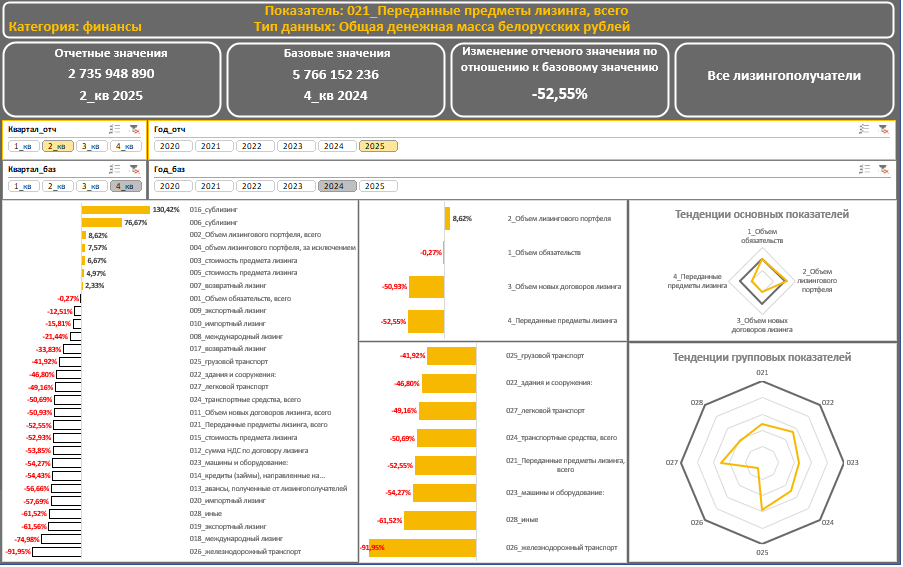 Показатель: 021_Переданные предметы лизинга, всего
Категория: финансы
Тип данных: Общая денежная масса белорусских рублей
Отчетные значения
2 735 948 890
2_кв 2025
Базовые значения
5 766 152 236
4_кв 2024
Изменение отченого значения по
отношению к базовому значению
-52,55%
Все лизингополучатели
Квартал_отч
1_кв 2_кв 3_кв 4_кв
Год_отч
2020 2021 2022 2023 2024 2025
Квартал_баз
1_кв 2_кв 3_кв 4_кв
Год_баз
2020 2021 2022 2023 2024 2025
130,42% 016_сублизинг
76,67% 006_сублизинг
8,62% 002_Объем лизингового портфеля, всего
7,57% 004_объем лизингового портфеля, за исключением
6,67% 003_стоимость предмета лизинга
4,97% 005_стоимость предмета лизинга
2,33% 007_возвратный лизинг
-0,27% 001_Объем обязательств, всего
-12,51% 009_экспортный лизинг
-15,81% 010_импортный лизинг
-21,44% 008_международный лизинг
-33,83% 017_возвратный лизинг
-41,92% 025_грузовой транспорт
-46,80% 022_здания и сооружения:
-49,16% 027_легковой транспорт
-50,69% 024_транспортные средства, всего
-50,93% 011_Объем новых договоров лизинга, всего
-52,55% 021_Переданные предметы лизинга, всего
-52,93% 015_стоимость предмета лизинга
-53,85% 012_сумма НДС по договору лизинга
-54,27% 023_машины и оборудование:
-54,43% 014_кредиты (займы), направленные на...
-56,66% 013_авансы, полученные от лизингополучателей
-57,69% 020_импортный лизинг
-61,52% 028_иные
-61,56% 019_экспортный лизинг
-74,98% 018_международный лизинг
-91,95% 026_железнодорожный транспорт
8,62% 2_Объем лизингового портфеля
-0,27% 1_Объем обязательств
-50,93% 3_Объем новых договоров лизинга
-52,55% 4_Переданные предметы лизинга
-41,92% 025_грузовой транспорт
-46,80% 022_здания и сооружения:
-49,16% 027_легковой транспорт
-50,69% 024_транспортные средства, всего
-52,55% 021_Переданные предметы лизинга,
всего
-54,27% 023_машины и оборудование:
-61,52% 028_иные
-91,95% 026_железнодорожный транспорт
Тенденции основных показателей
1_Объем
обязательств
2_Объем
лизингового
портфеля
3_Объем новых
договоров лизинга
4_Переданные
предметы лизинга
Тенденции групповых показателей
021
022
023
024
025
026
027
028